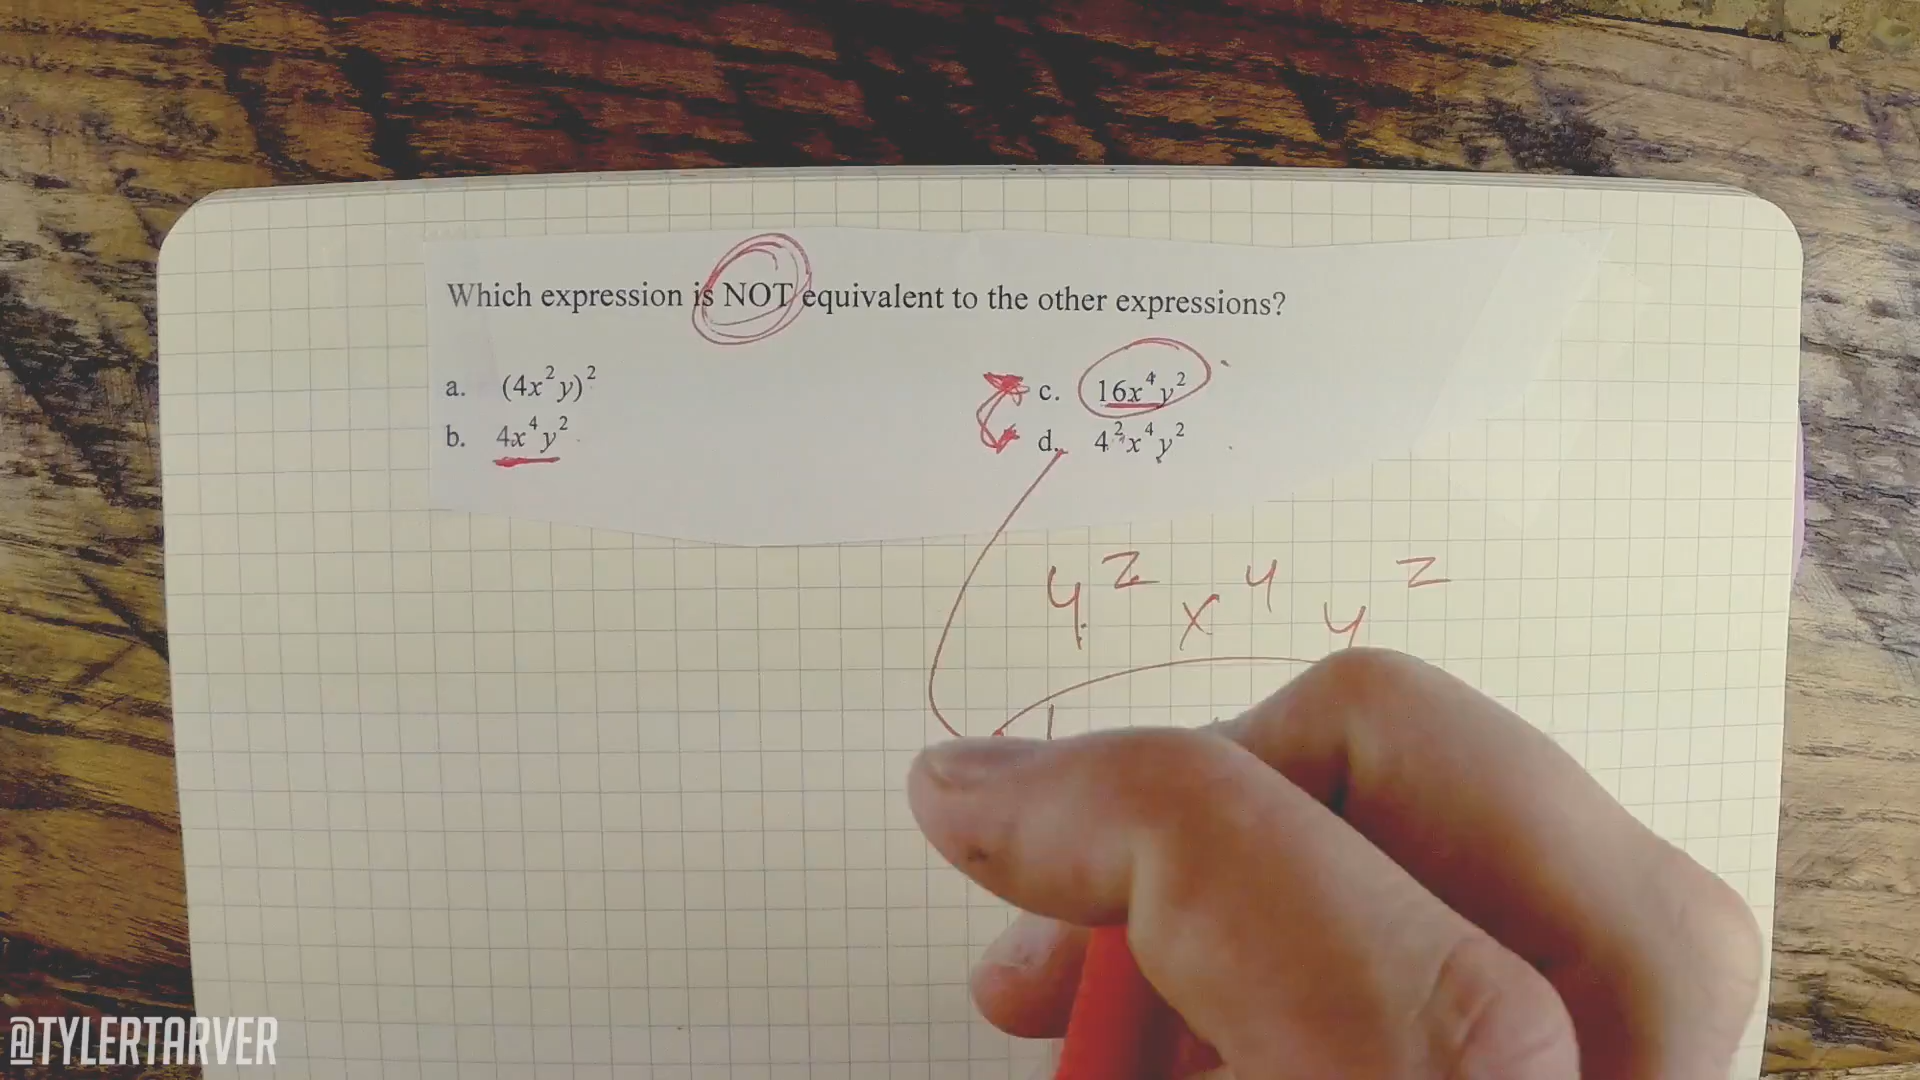 Which expression is NOT equivalent to the other expressions?
a. (4x²y)²
b. 4x⁴y²
c. 16x⁴y²
d. 4²x⁴y²
4² x⁴ y²
@TYLERTARVER